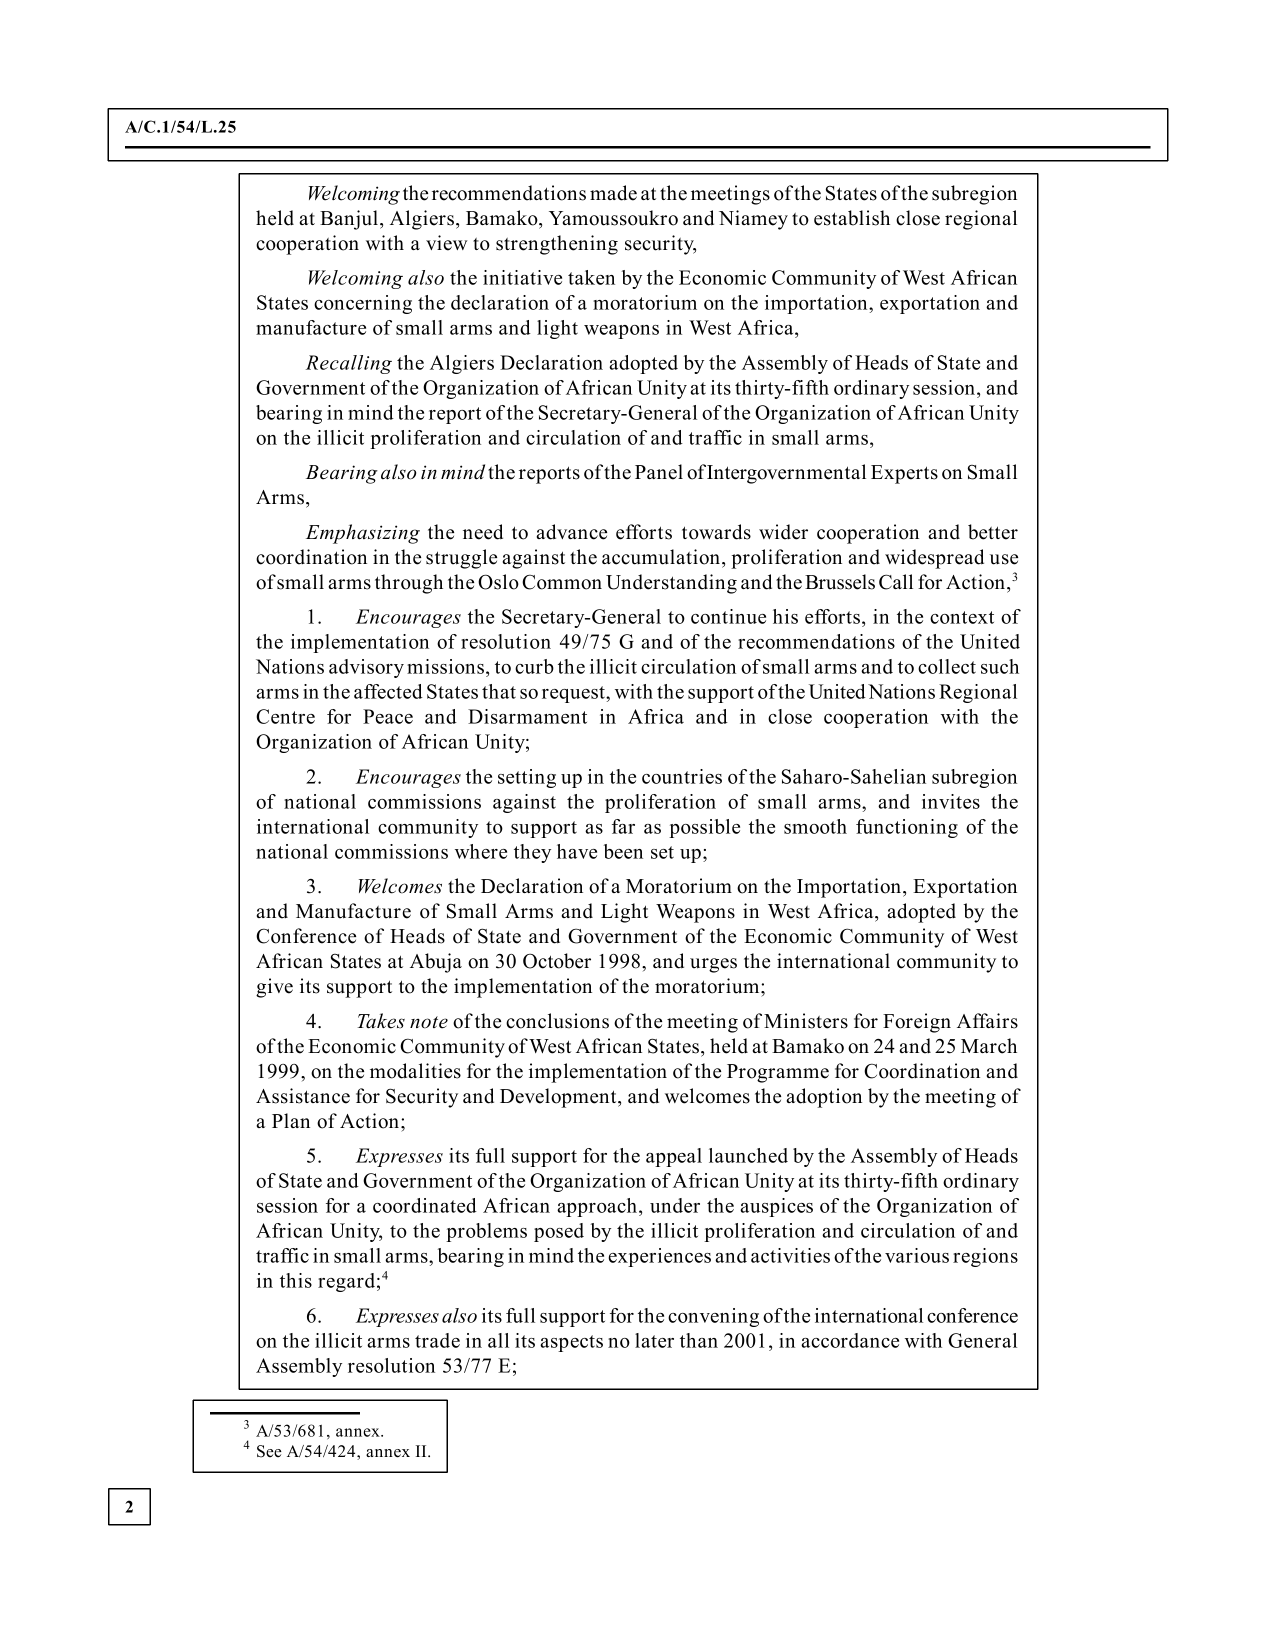 A/C.1/54/L.25
Welcoming the recommendations made at the meetings of the States of the subregion
held at Banjul, Algiers, Bamako, Yamoussoukro and Niamey to establish close regional
cooperation with a view to strengthening security,
Welcoming also the initiative taken by the Economic Community of West African
States concerning the declaration of a moratorium on the importation, exportation and
manufacture of small arms and light weapons in West Africa,
Recalling the Algiers Declaration adopted by the Assembly of Heads of State and
Government of the Organization of African Unity at its thirty-fifth ordinary session, and
bearing in mind the report of the Secretary-General of the Organization of African Unity
on the illicit proliferation and circulation of and traffic in small arms,
Bearing also in mind the reports of the Panel of Intergovernmental Experts on Small
Arms,
Emphasizing the need to advance efforts towards wider cooperation and better
coordination in the struggle against the accumulation, proliferation and widespread use
of small arms through the Oslo Common Understanding and the Brussels Call for Action,3
1. Encourages the Secretary-General to continue his efforts, in the context of
the implementation of resolution 49/75 G and of the recommendations of the United
Nations advisory missions, to curb the illicit circulation of small arms and to collect such
arms in the affected States that so request, with the support of the United Nations Regional
Centre for Peace and Disarmament in Africa and in close cooperation with the
Organization of African Unity;
2. Encourages the setting up in the countries of the Saharo-Sahelian subregion
of national commissions against the proliferation of small arms, and invites the
international community to support as far as possible the smooth functioning of the
national commissions where they have been set up;
3. Welcomes the Declaration of a Moratorium on the Importation, Exportation
and Manufacture of Small Arms and Light Weapons in West Africa, adopted by the
Conference of Heads of State and Government of the Economic Community of West
African States at Abuja on 30 October 1998, and urges the international community to
give its support to the implementation of the moratorium;
4. Takes note of the conclusions of the meeting of Ministers for Foreign Affairs
of the Economic Community of West African States, held at Bamako on 24 and 25 March
1999, on the modalities for the implementation of the Programme for Coordination and
Assistance for Security and Development, and welcomes the adoption by the meeting of
a Plan of Action;
5. Expresses its full support for the appeal launched by the Assembly of Heads
of State and Government of the Organization of African Unity at its thirty-fifth ordinary
session for a coordinated African approach, under the auspices of the Organization of
African Unity, to the problems posed by the illicit proliferation and circulation of and
traffic in small arms, bearing in mind the experiences and activities of the various regions
in this regard;4
6. Expresses also its full support for the convening of the international conference
on the illicit arms trade in all its aspects no later than 2001, in accordance with General
Assembly resolution 53/77 E;
3 A/53/681, annex.
4 See A/54/424, annex II.
2